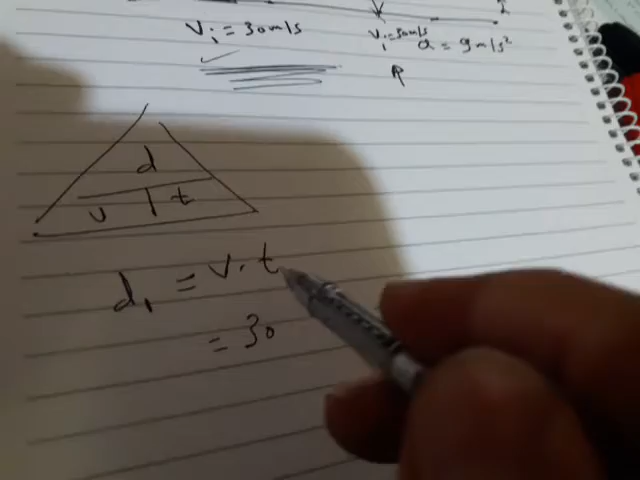 Vi = 30m/s
Vi = 30m/s
a = 9m/s²
d
v t
d₁ = v . t
= 30